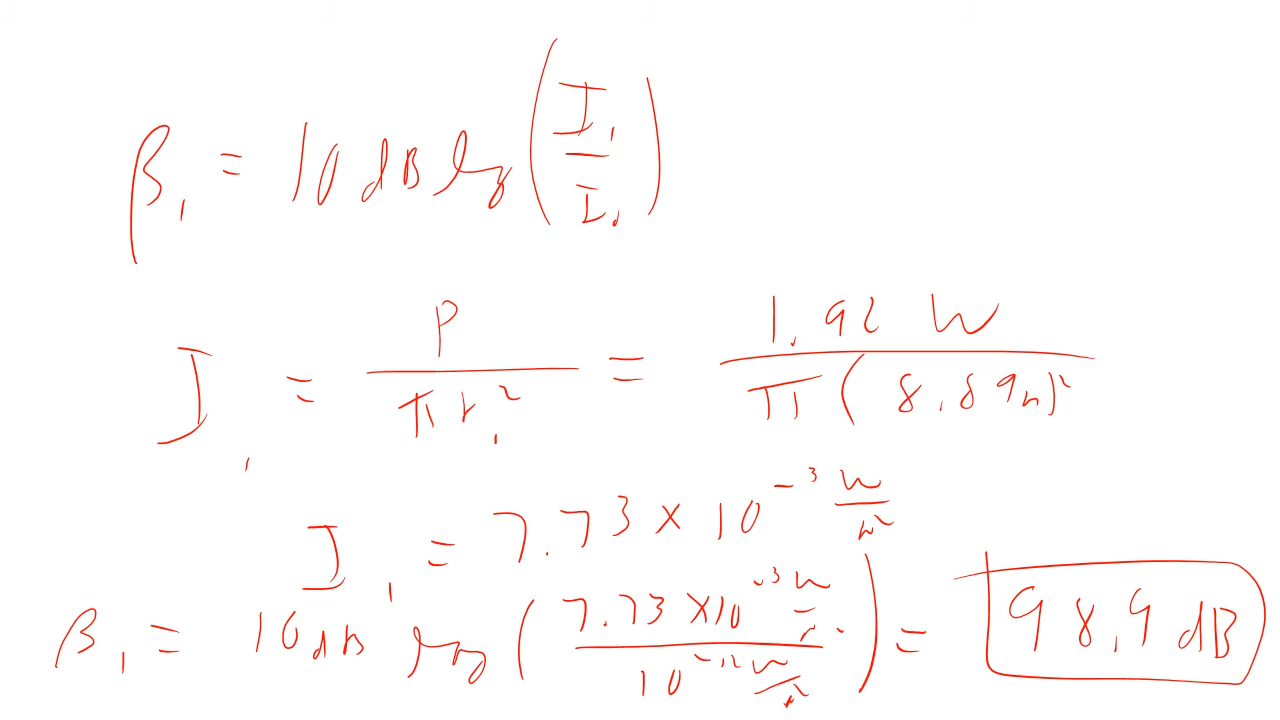 β₁ = 10 dB log (I₁ / I₀)
I₁ = P / πr₁² = 1.92 W / π(8.89m)²
I₁ = 7.73 × 10⁻³ W/m²
β₁ = 10 dB log (7.73 × 10⁻³ W/m² / 10⁻¹² W/m²) = 98.9 dB